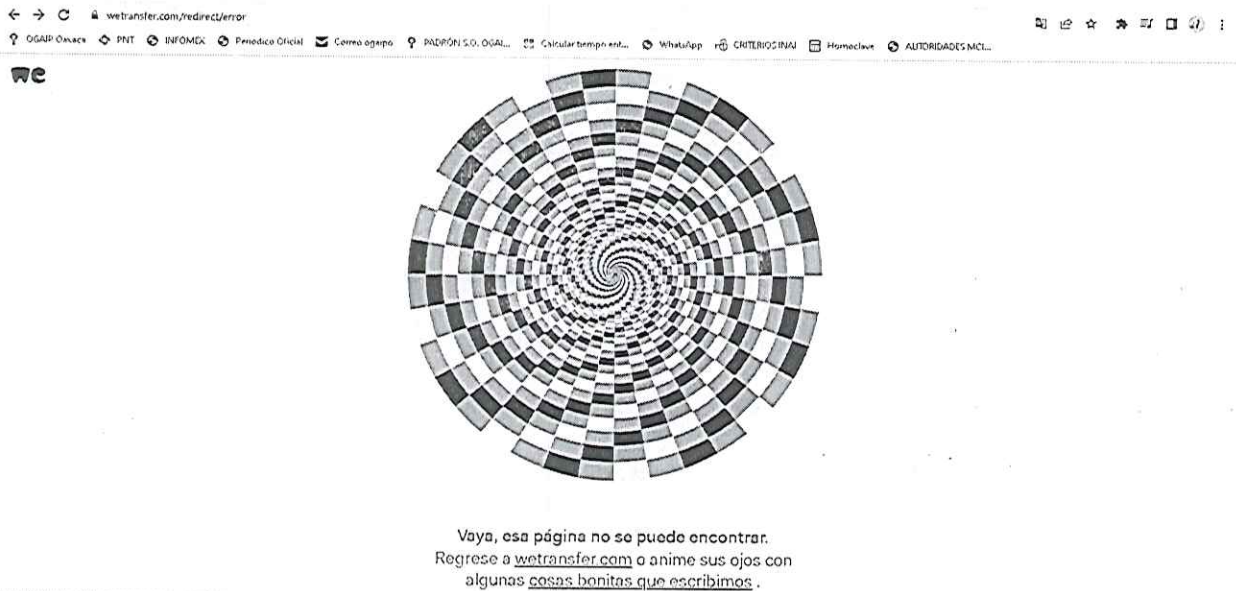 wetransfer.com/redirect/error
OGAIP Oaxaca PNT INFOMEX Periodico Oficial Correo ogaipo PADRÓN S.O. OGAI... Calcular tiempo ent... WhatsApp CRITERIOS INAI Homoclave AUTORIDADES MCI...
we
Vaya, esa página no se puede encontrar.
Regrese a wetransfer.com o anime sus ojos con
algunas cosas bonitas que escribimos .